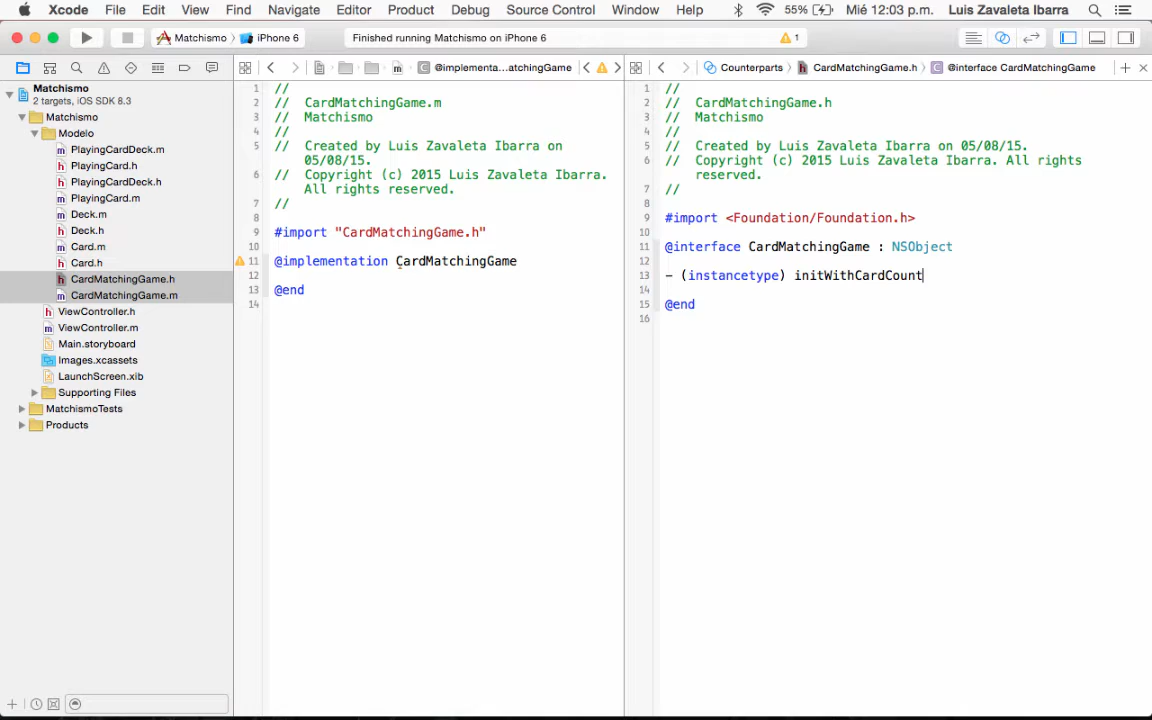 Xcode File Edit View Find Navigate Editor Product Debug Source Control Window Help 55% Mié 12:03 p.m. Luis Zavaleta Ibarra
Matchismo iPhone 6 Finished running Matchismo on iPhone 6 1
@implementa...atchingGame Counterparts CardMatchingGame.h @interface CardMatchingGame
Matchismo
2 targets, iOS SDK 8.3
Matchismo
Modelo
PlayingCardDeck.m
PlayingCard.h
PlayingCardDeck.h
PlayingCard.m
Deck.m
Deck.h
Card.m
Card.h
CardMatchingGame.h
CardMatchingGame.m
ViewController.h
ViewController.m
Main.storyboard
Images.xcassets
LaunchScreen.xib
Supporting Files
MatchismoTests
Products
1 //
2 // CardMatchingGame.m
3 // Matchismo
4 //
5 // Created by Luis Zavaleta Ibarra on
05/08/15.
6 // Copyright (c) 2015 Luis Zavaleta Ibarra.
All rights reserved.
7 //
8
9 #import "CardMatchingGame.h"
10
11 @implementation CardMatchingGame
12
13 @end
14
1 //
2 // CardMatchingGame.h
3 // Matchismo
4 //
5 // Created by Luis Zavaleta Ibarra on 05/08/15.
6 // Copyright (c) 2015 Luis Zavaleta Ibarra. All rights
reserved.
7 //
8
9 #import <Foundation/Foundation.h>
10
11 @interface CardMatchingGame : NSObject
12
13 - (instancetype) initWithCardCount
14
15 @end
16